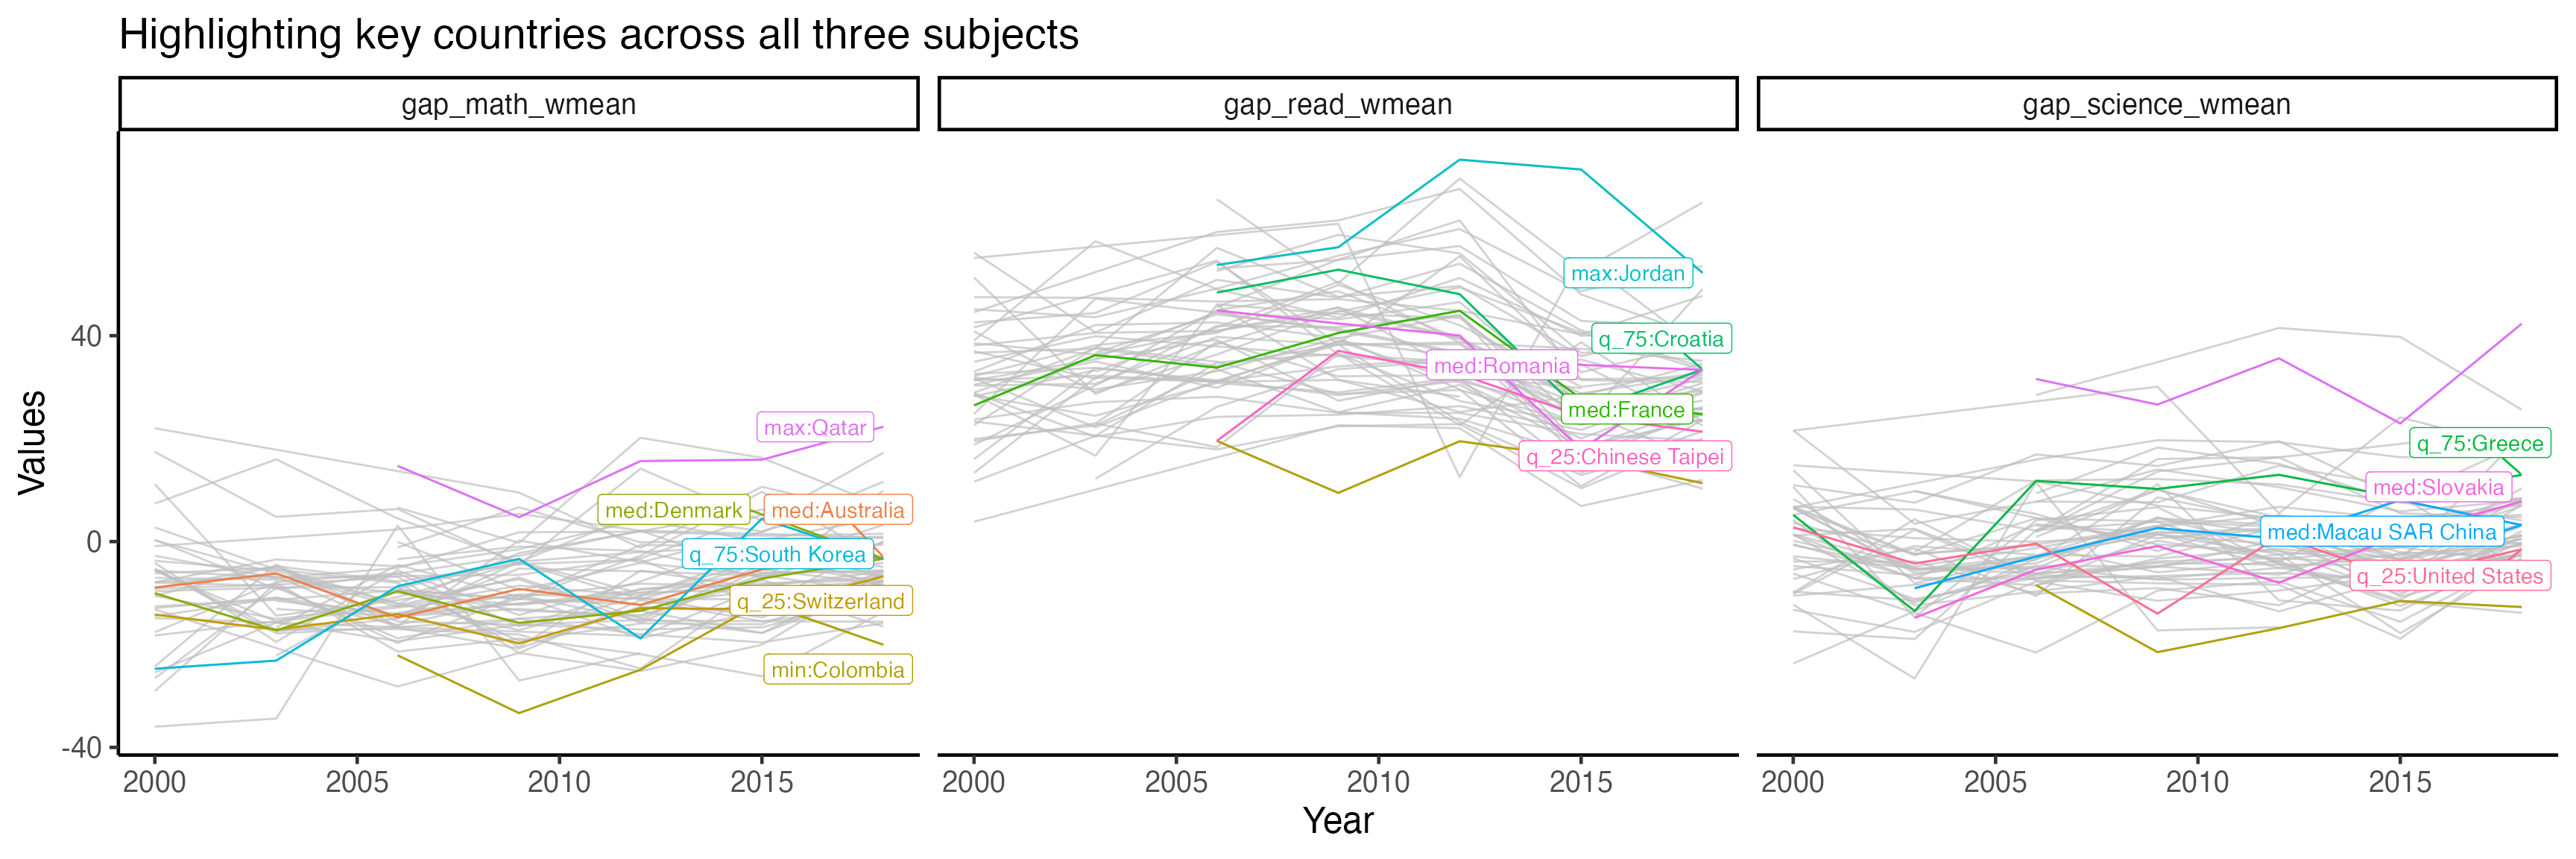 Highlighting key countries across all three subjects
gap_math_wmean
gap_read_wmean
gap_science_wmean
Values
40
0
-40
max:Qatar
med:Denmark
med:Australia
q_75:South Korea
q_25:Switzerland
min:Colombia
max:Jordan
q_75:Croatia
med:Romania
med:France
q_25:Chinese Taipei
q_75:Greece
med:Slovakia
med:Macau SAR China
q_25:United States
2000 2005 2010 2015
2000 2005 2010 2015
2000 2005 2010 2015
Year